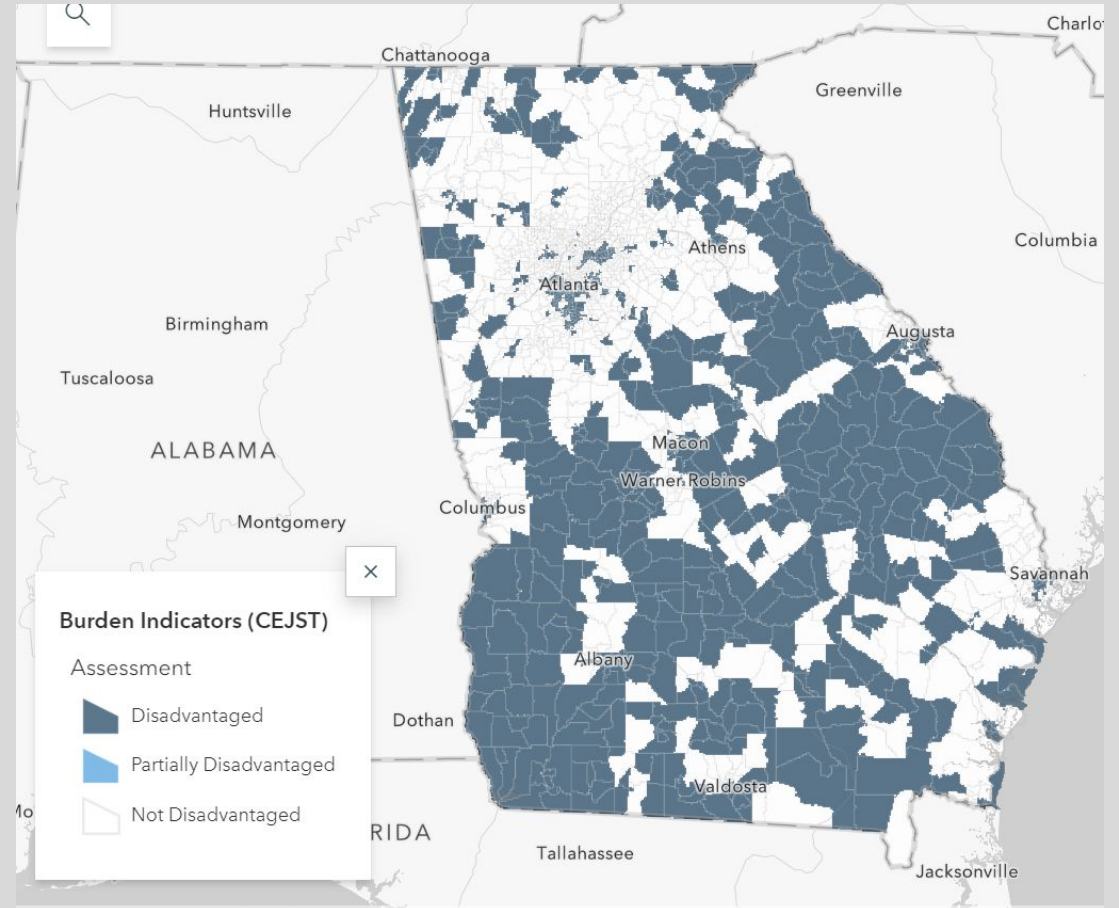 Charlo
Chattanooga
Greenville
Huntsville
Athens
Columbia
Atlanta
Birmingham
Augusta
Tuscaloosa
ALABAMA
Macon
Warner Robins
Columbus
Montgomery
Savannah
Burden Indicators (CEJST)
Assessment
Disadvantaged
Partially Disadvantaged
Not Disadvantaged
Albany
Dothan
Valdosta
Mo
RIDA
Tallahassee
Jacksonville